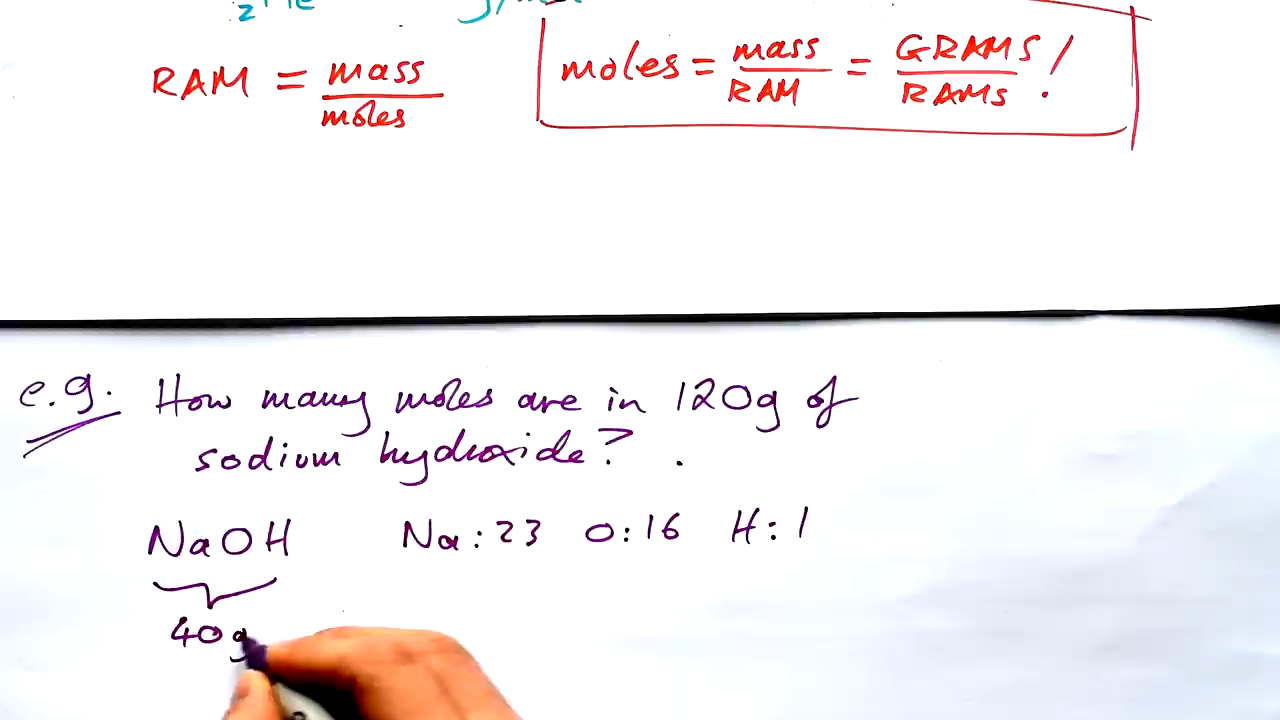 RAM = mass/moles
moles = mass/RAM = GRAMS/RAMS !
e.g. How many moles are in 120g of
sodium hydroxide? .
NaOH Na:23 O:16 H:1
40g